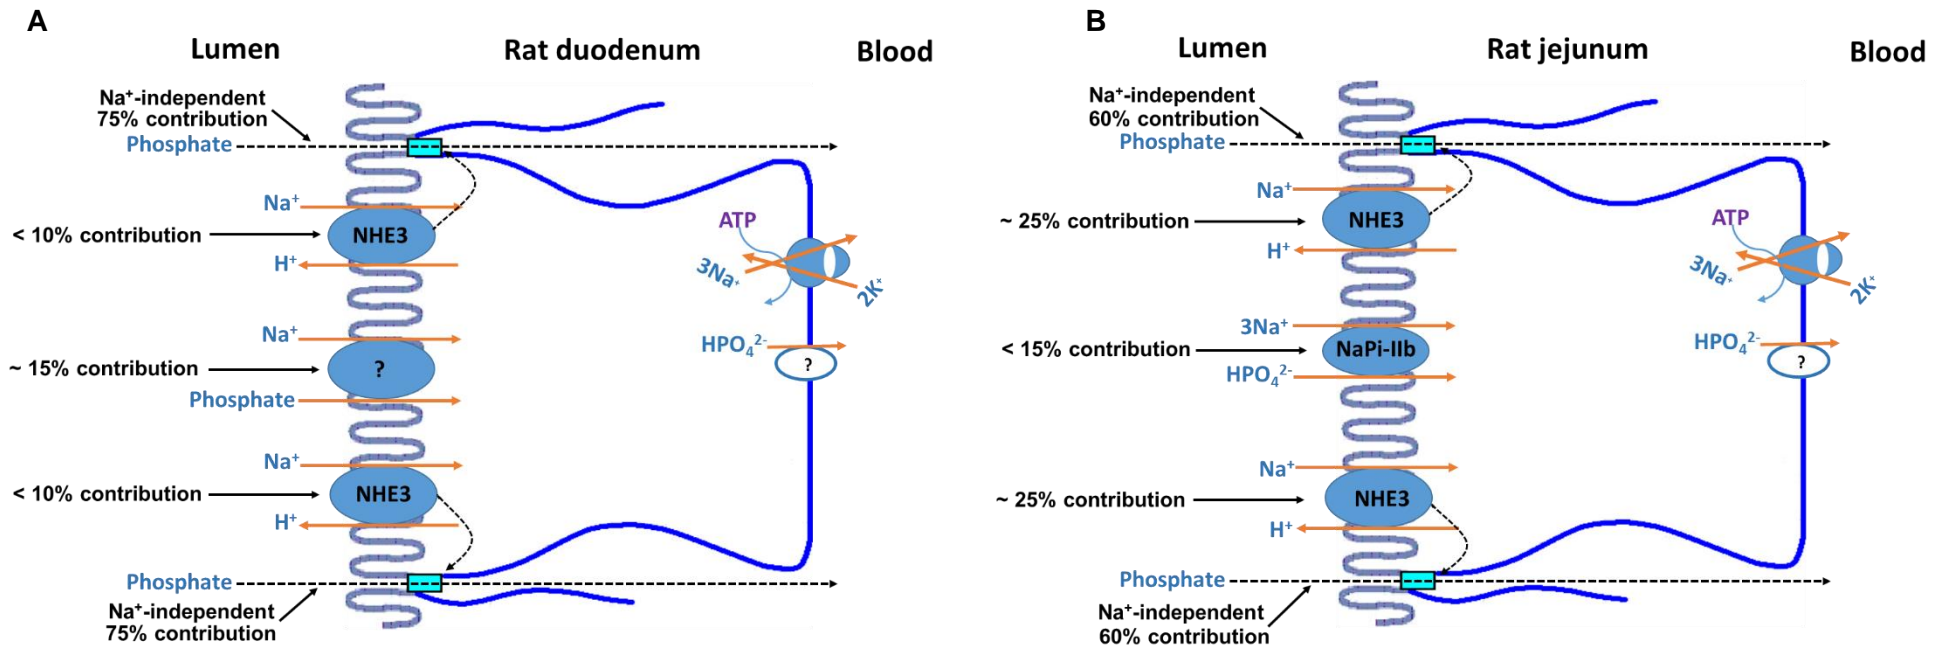 A
Lumen
Rat duodenum
Blood
Na⁺-independent
75% contribution
Phosphate
Na⁺
< 10% contribution
NHE3
H⁺
ATP
3Na⁺
2K⁺
Na⁺
~ 15% contribution
?
Phosphate
HPO₄²⁻
?
Na⁺
< 10% contribution
NHE3
H⁺
Phosphate
Na⁺-independent
75% contribution
B
Lumen
Rat jejunum
Blood
Na⁺-independent
60% contribution
Phosphate
Na⁺
~ 25% contribution
NHE3
H⁺
ATP
3Na⁺
2K⁺
3Na⁺
< 15% contribution
NaPi-IIb
HPO₄²⁻
HPO₄²⁻
?
Na⁺
~ 25% contribution
NHE3
H⁺
Phosphate
Na⁺-independent
60% contribution